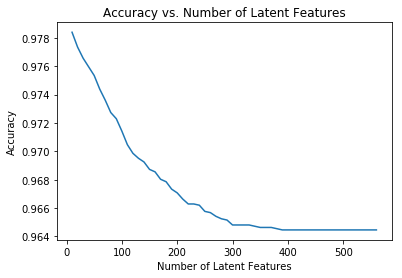 Accuracy vs. Number of Latent Features
0.978
0.976
0.974
0.972
0.970
0.968
0.966
0.964
Accuracy
0 100 200 300 400 500
Number of Latent Features